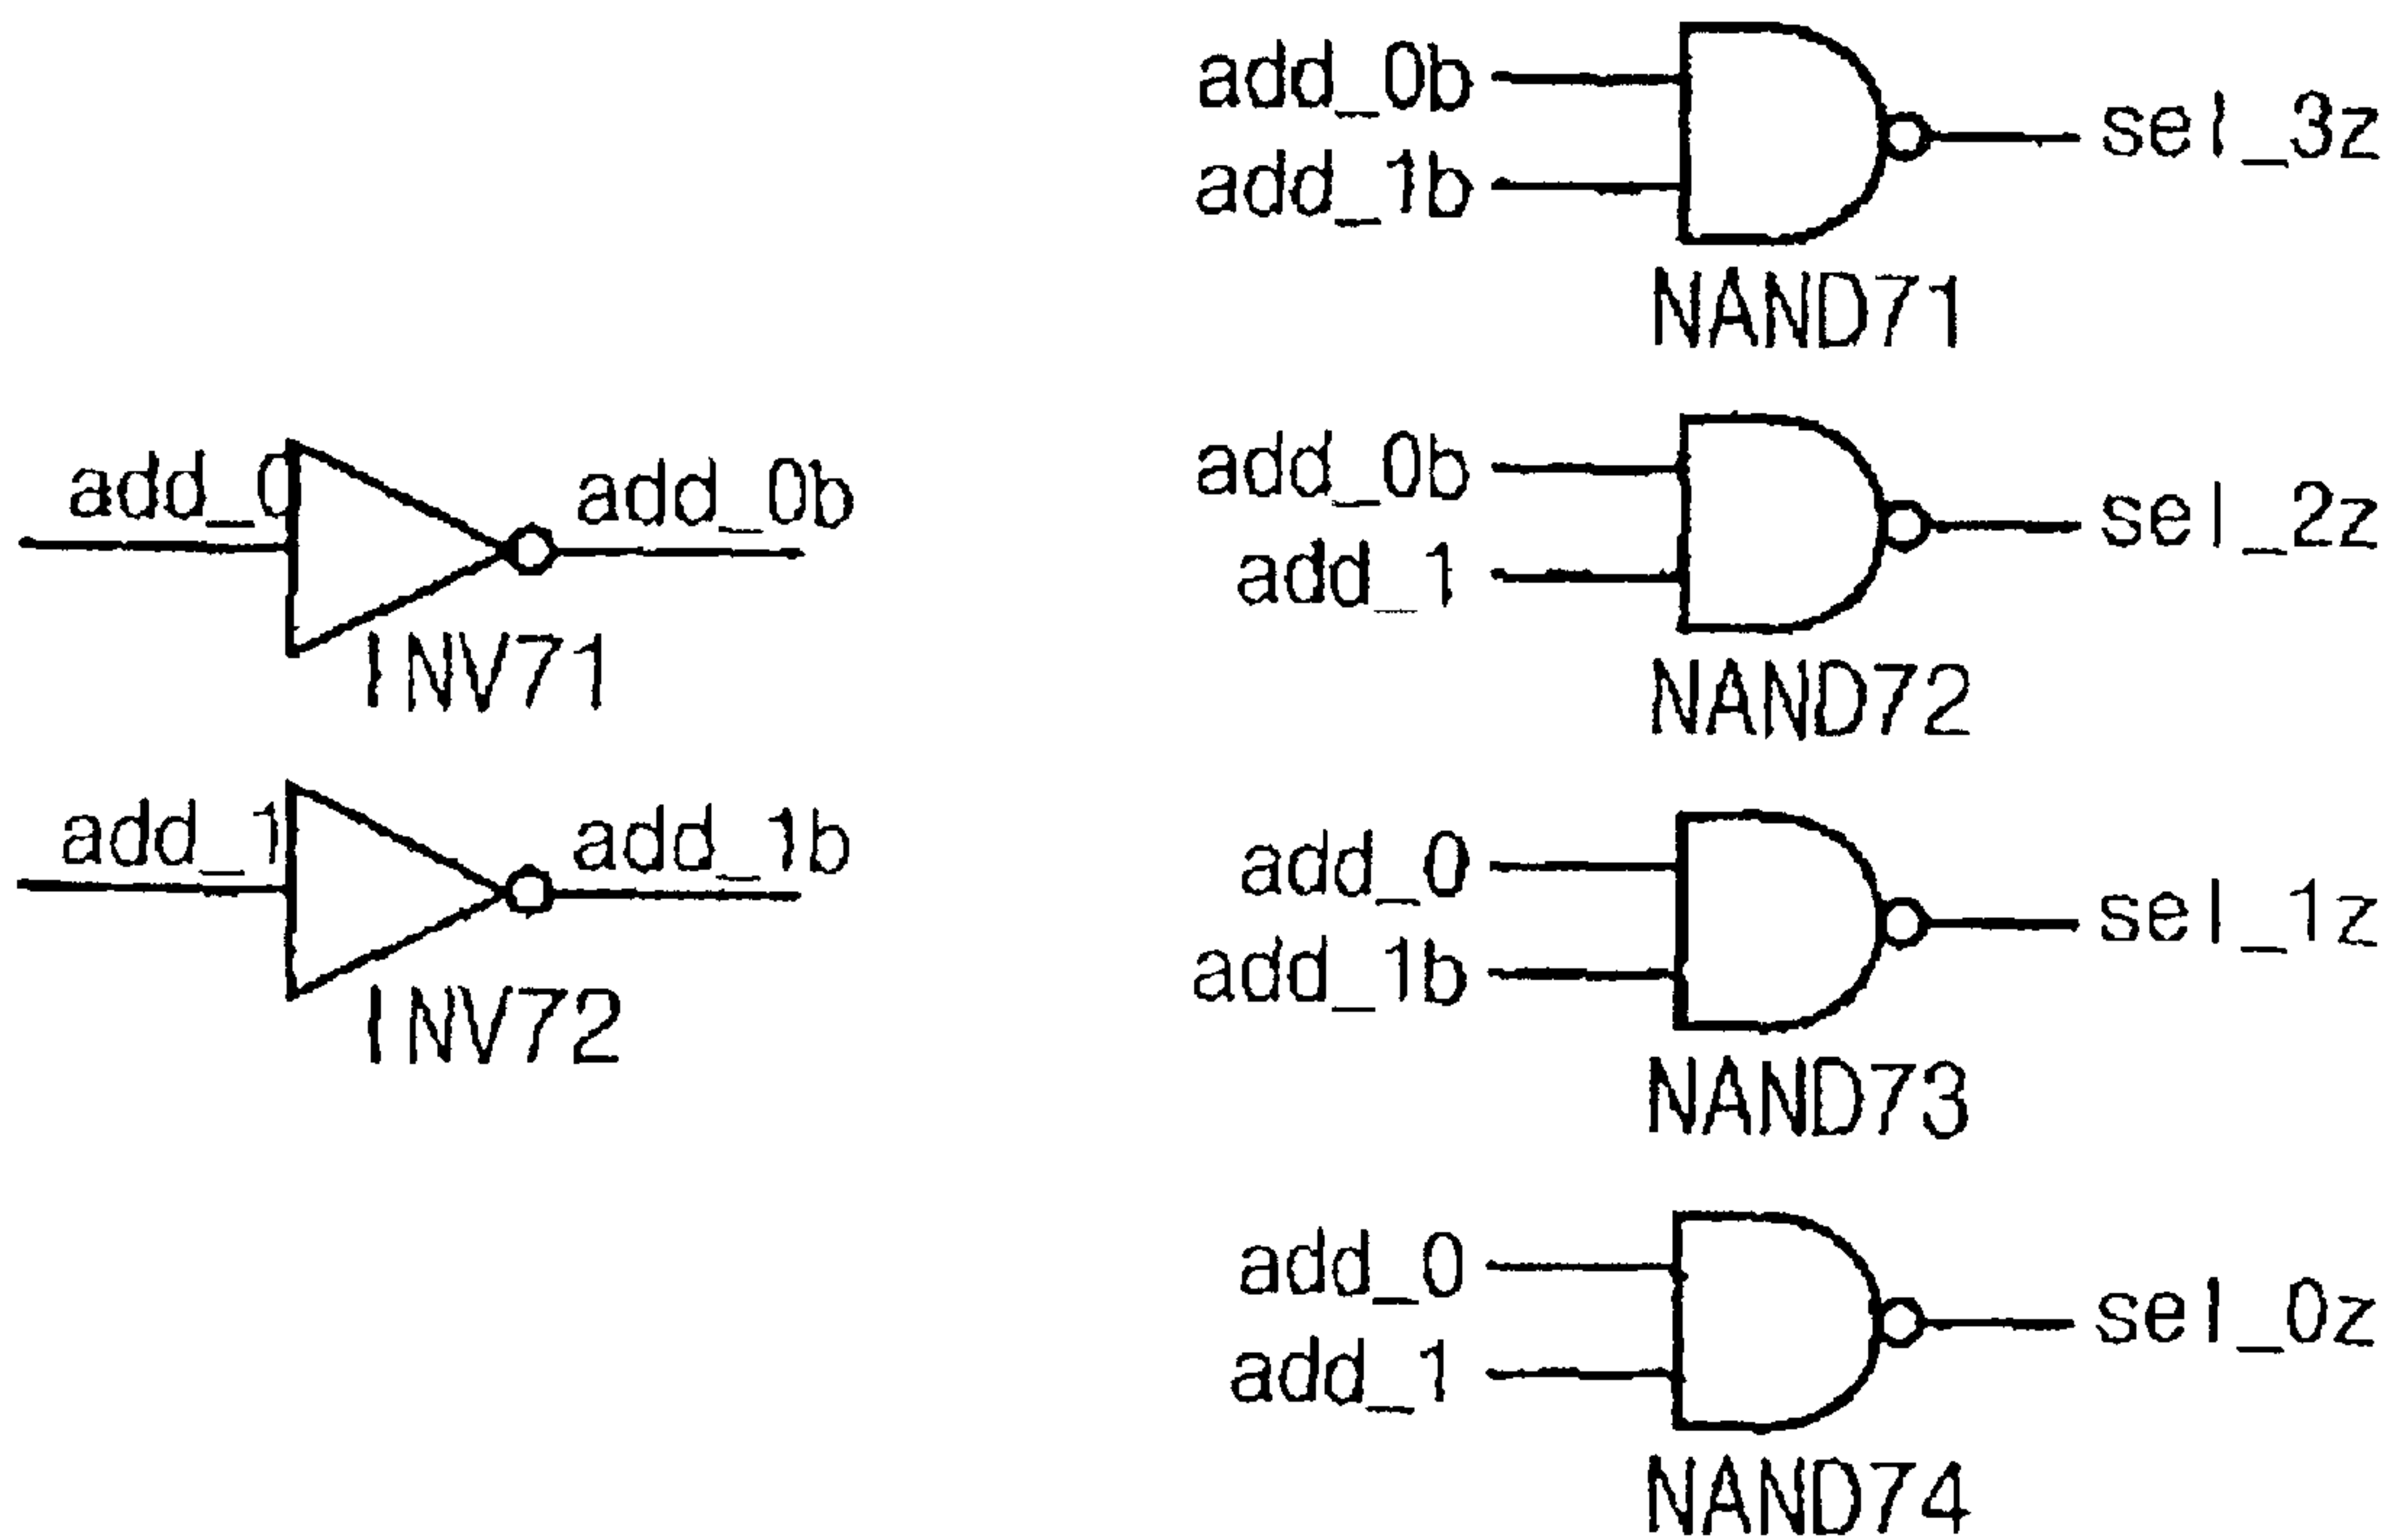 add_0
add_0b
INV71
add_1
add_1b
INV72
add_0b
add_1b
sel_3z
NAND71
add_0b
add_1
sel_2z
NAND72
add_0
add_1b
sel_1z
NAND73
add_0
add_1
sel_0z
NAND74